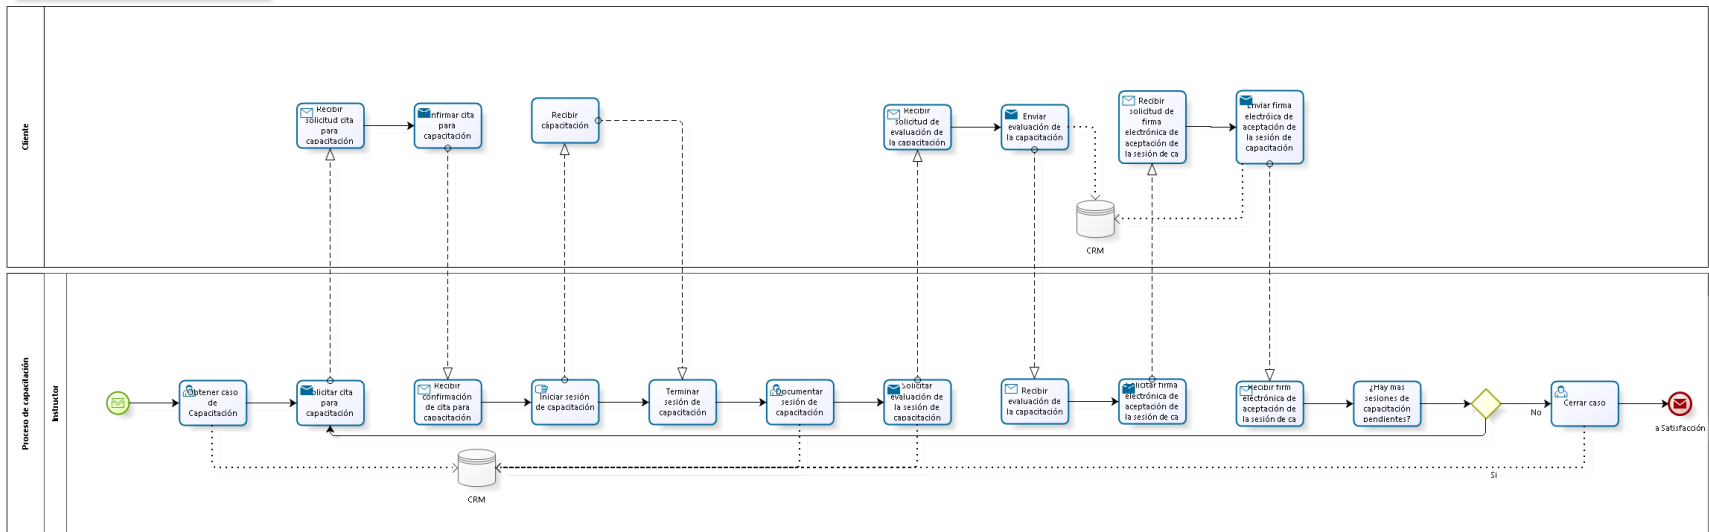 Cliente
Recibir
solicitud cita
para
capacitación
nfirmar cita
para
capacitación
Recibir
cápacitación
Recibir
solicitud de
evaluación de
la capacitación
Enviar
evaluación de
la capacitación
Recibir
solicitud de
firma
electrónica de
aceptación de
la sesión de ca
Enviar firma
electróica de
aceptación de
la sesión de
capacitación
CRM
Proceso de capacitación
Instructor
Obtener caso
de
Capacitación
Solicitar cita
para
capacitación
Recibir
confirmación
de cita para
capacitación
Iniciar sesión
de capacitación
Terminar
sesión de
capacitación
Documentar
sesión de
capacitación
Solicitar
evaluación de
la sesión de
capacitación
Recibir
evaluación de
la capacitación
Solicitar firma
electrónica de
aceptación de
la sesión de ca
Recibir firm
electrónica de
aceptación de
la sesión de ca
¿Hay mas
sesiones de
capacitación
pendientes?
No
Si
Cerrar caso
a Satisfacción
CRM